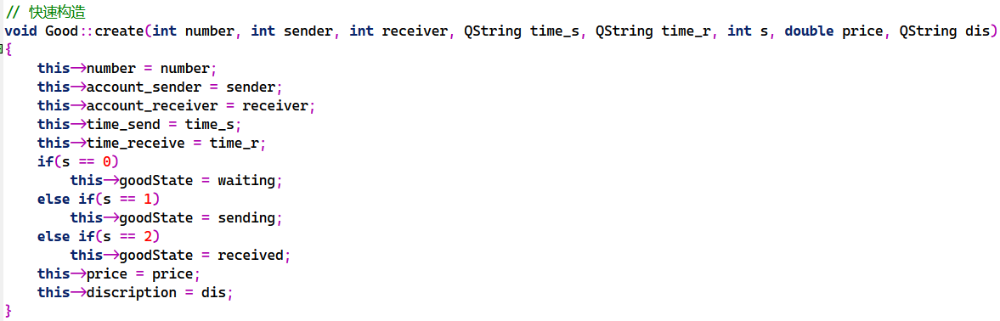 // 快速构造
void Good::create(int number, int sender, int receiver, QString time_s, QString time_r, int s, double price, QString dis)
{
    this->number = number;
    this->account_sender = sender;
    this->account_receiver = receiver;
    this->time_send = time_s;
    this->time_receive = time_r;
    if(s == 0)
        this->goodState = waiting;
    else if(s == 1)
        this->goodState = sending;
    else if(s == 2)
        this->goodState = received;
    this->price = price;
    this->discription = dis;
}